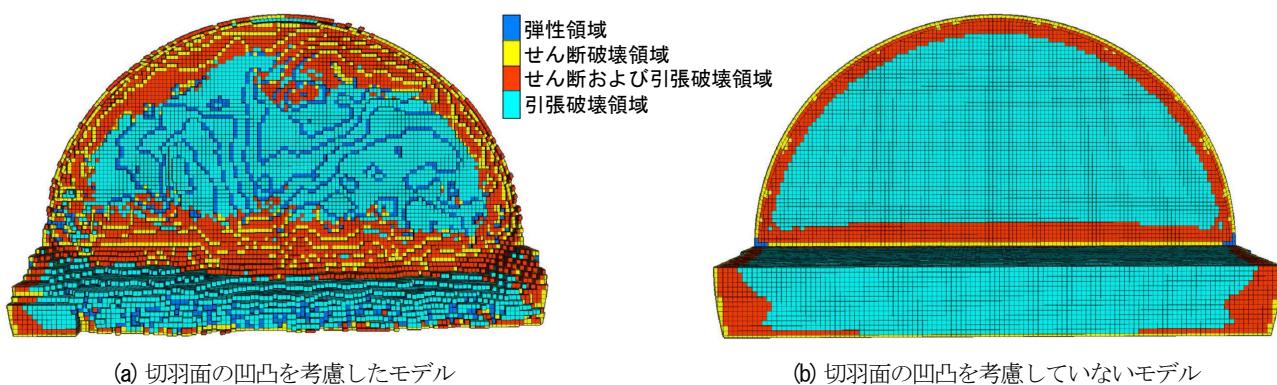 弾性領域
せん断破壊領域
せん断および引張破壊領域
引張破壊領域
(a) 切羽面の凹凸を考慮したモデル
(b) 切羽面の凹凸を考慮していないモデル